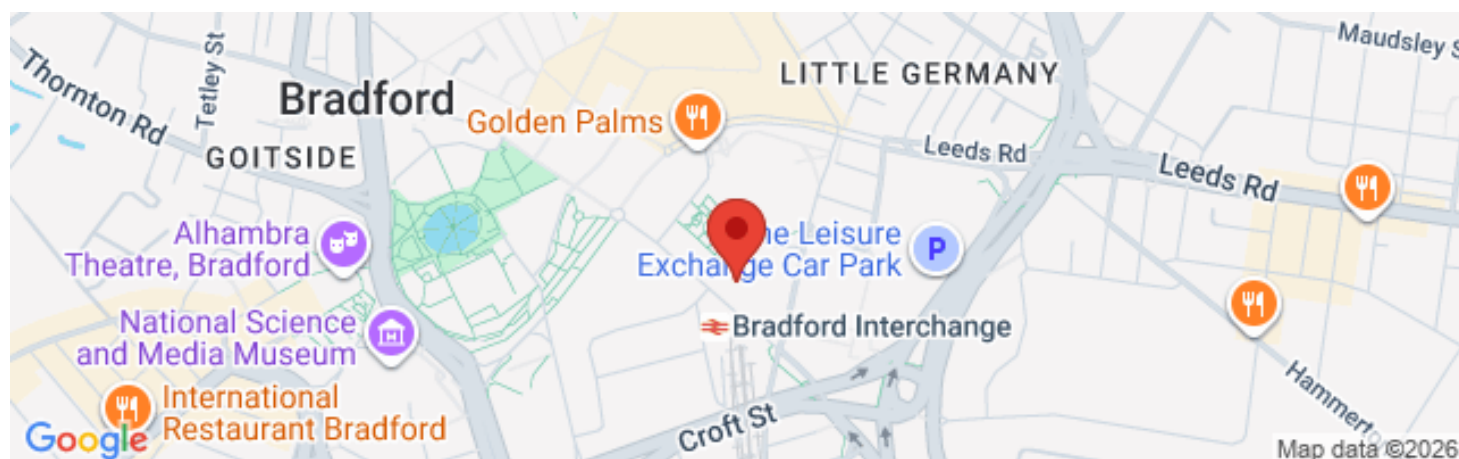 Thornton Rd
Tetley St
Bradford
GOITSIDE
Golden Palms
LITTLE GERMANY
Maudsley S
Leeds Rd
Leeds Rd
Alhambra
Theatre, Bradford
he Leisure
Exchange Car Park
P
National Science
and Media Museum
Bradford Interchange
International
Restaurant Bradford
Croft St
Hammerto
Google
Map data ©2026